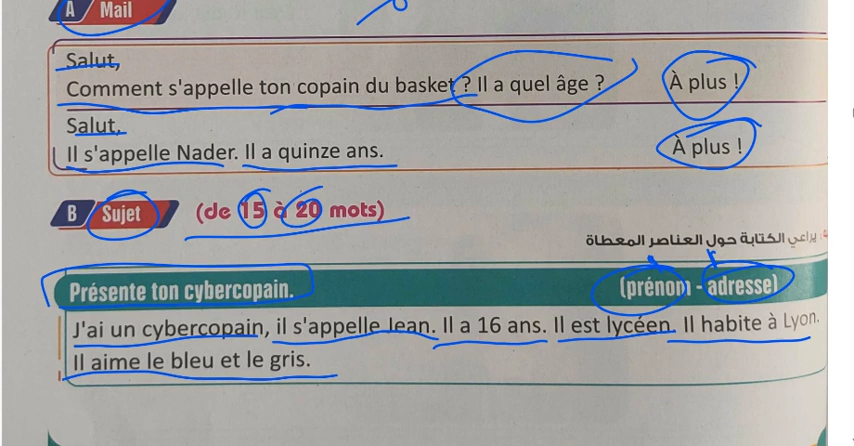 A Mail
Salut,
Comment s'appelle ton copain du basket ? Il a quel âge ? À plus !
Salut,
Il s'appelle Nader. Il a quinze ans. À plus !
B Sujet (de 15 à 20 mots)
يراعي الكتابة حول العناصر المعطاة
Présente ton cybercopain. (prénom - adresse)
J'ai un cybercopain, il s'appelle Jean. Il a 16 ans. Il est lycéen. Il habite à Lyon.
Il aime le bleu et le gris.